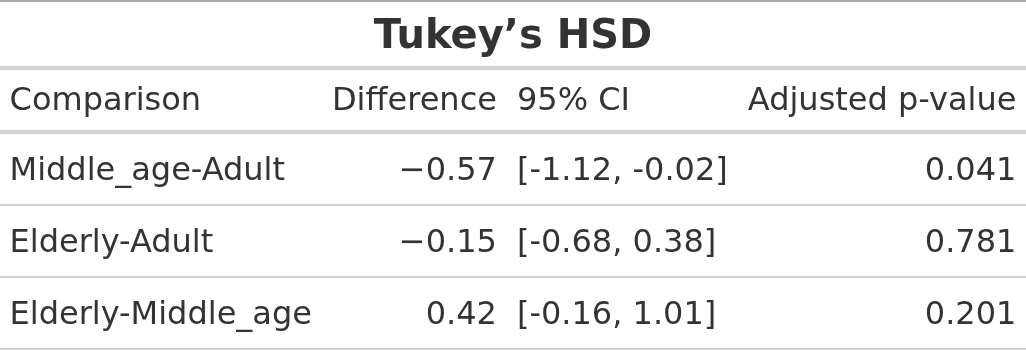 Tukey’s HSD
Comparison Difference 95% CI Adjusted p-value
Middle_age-Adult −0.57 [-1.12, -0.02] 0.041
Elderly-Adult −0.15 [-0.68, 0.38] 0.781
Elderly-Middle_age 0.42 [-0.16, 1.01] 0.201